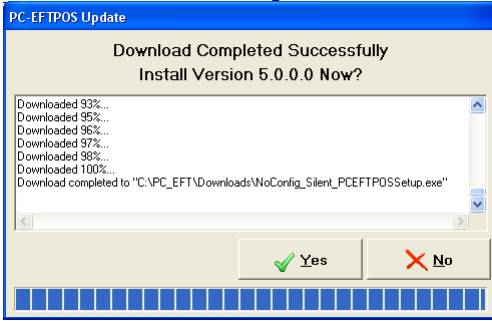 PC-EFTPOS Update
Download Completed Successfully
Install Version 5.0.0.0 Now?
Downloaded 93%...
Downloaded 95%...
Downloaded 96%...
Downloaded 97%...
Downloaded 98%...
Downloaded 100%...
Download completed to "C:\PC_EFT\Downloads\NoConfig_Silent_PCEFTPOSSetup.exe"
Yes
No